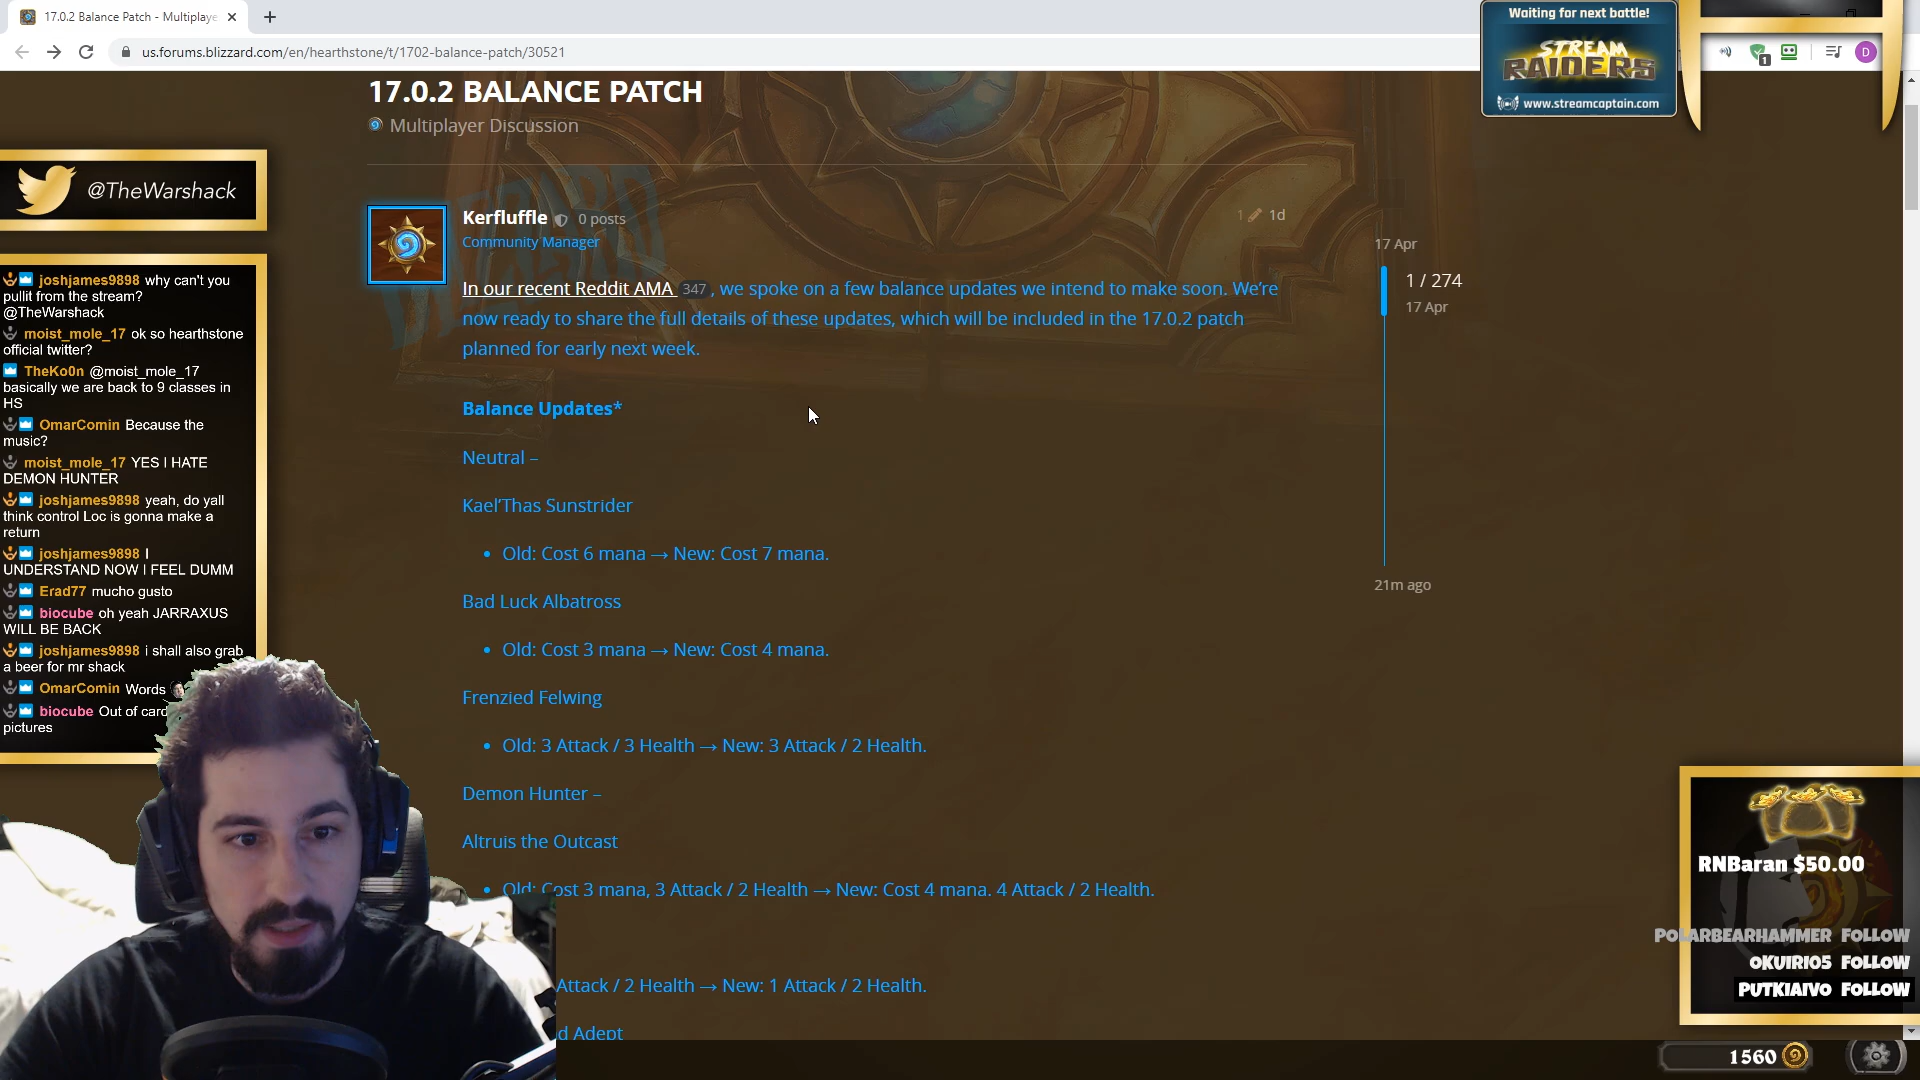 17.0.2 Balance Patch - Multiplaye
us.forums.blizzard.com/en/hearthstone/t/1702-balance-patch/30521
1
D
Waiting for next battle!
STREAM
RAIDERS
www.streamcaptain.com
17.0.2 BALANCE PATCH
Multiplayer Discussion
@TheWarshack
Kerfluffle 0 posts
Community Manager
1 1d
In our recent Reddit AMA 347 , we spoke on a few balance updates we intend to make soon. We're
now ready to share the full details of these updates, which will be included in the 17.0.2 patch
planned for early next week.
Balance Updates*
Neutral –
Kael'Thas Sunstrider
• Old: Cost 6 mana → New: Cost 7 mana.
Bad Luck Albatross
• Old: Cost 3 mana → New: Cost 4 mana.
Frenzied Felwing
• Old: 3 Attack / 3 Health → New: 3 Attack / 2 Health.
Demon Hunter –
Altruis the Outcast
• Old: Cost 3 mana, 3 Attack / 2 Health → New: Cost 4 mana. 4 Attack / 2 Health.
Attack / 2 Health → New: 1 Attack / 2 Health.
d Adept
17 Apr
1 / 274
17 Apr
21m ago
joshjames9898 why can't you
pullit from the stream?
@TheWarshack
moist_mole_17 ok so hearthstone
official twitter?
TheKo0n @moist_mole_17
basically we are back to 9 classes in
HS
OmarComin Because the
music?
moist_mole_17 YES I HATE
DEMON HUNTER
joshjames9898 yeah, do yall
think control Loc is gonna make a
return
joshjames9898 I
UNDERSTAND NOW I FEEL DUMM
Erad77 mucho gusto
biocube oh yeah JARRAXUS
WILL BE BACK
joshjames9898 i shall also grab
a beer for mr shack
OmarComin Words
biocube Out of card
pictures
RNBaran $50.00
POLARBEARHAMMER FOLLOW
OKUIRIO5 FOLLOW
PUTKIAIVO FOLLOW
1560